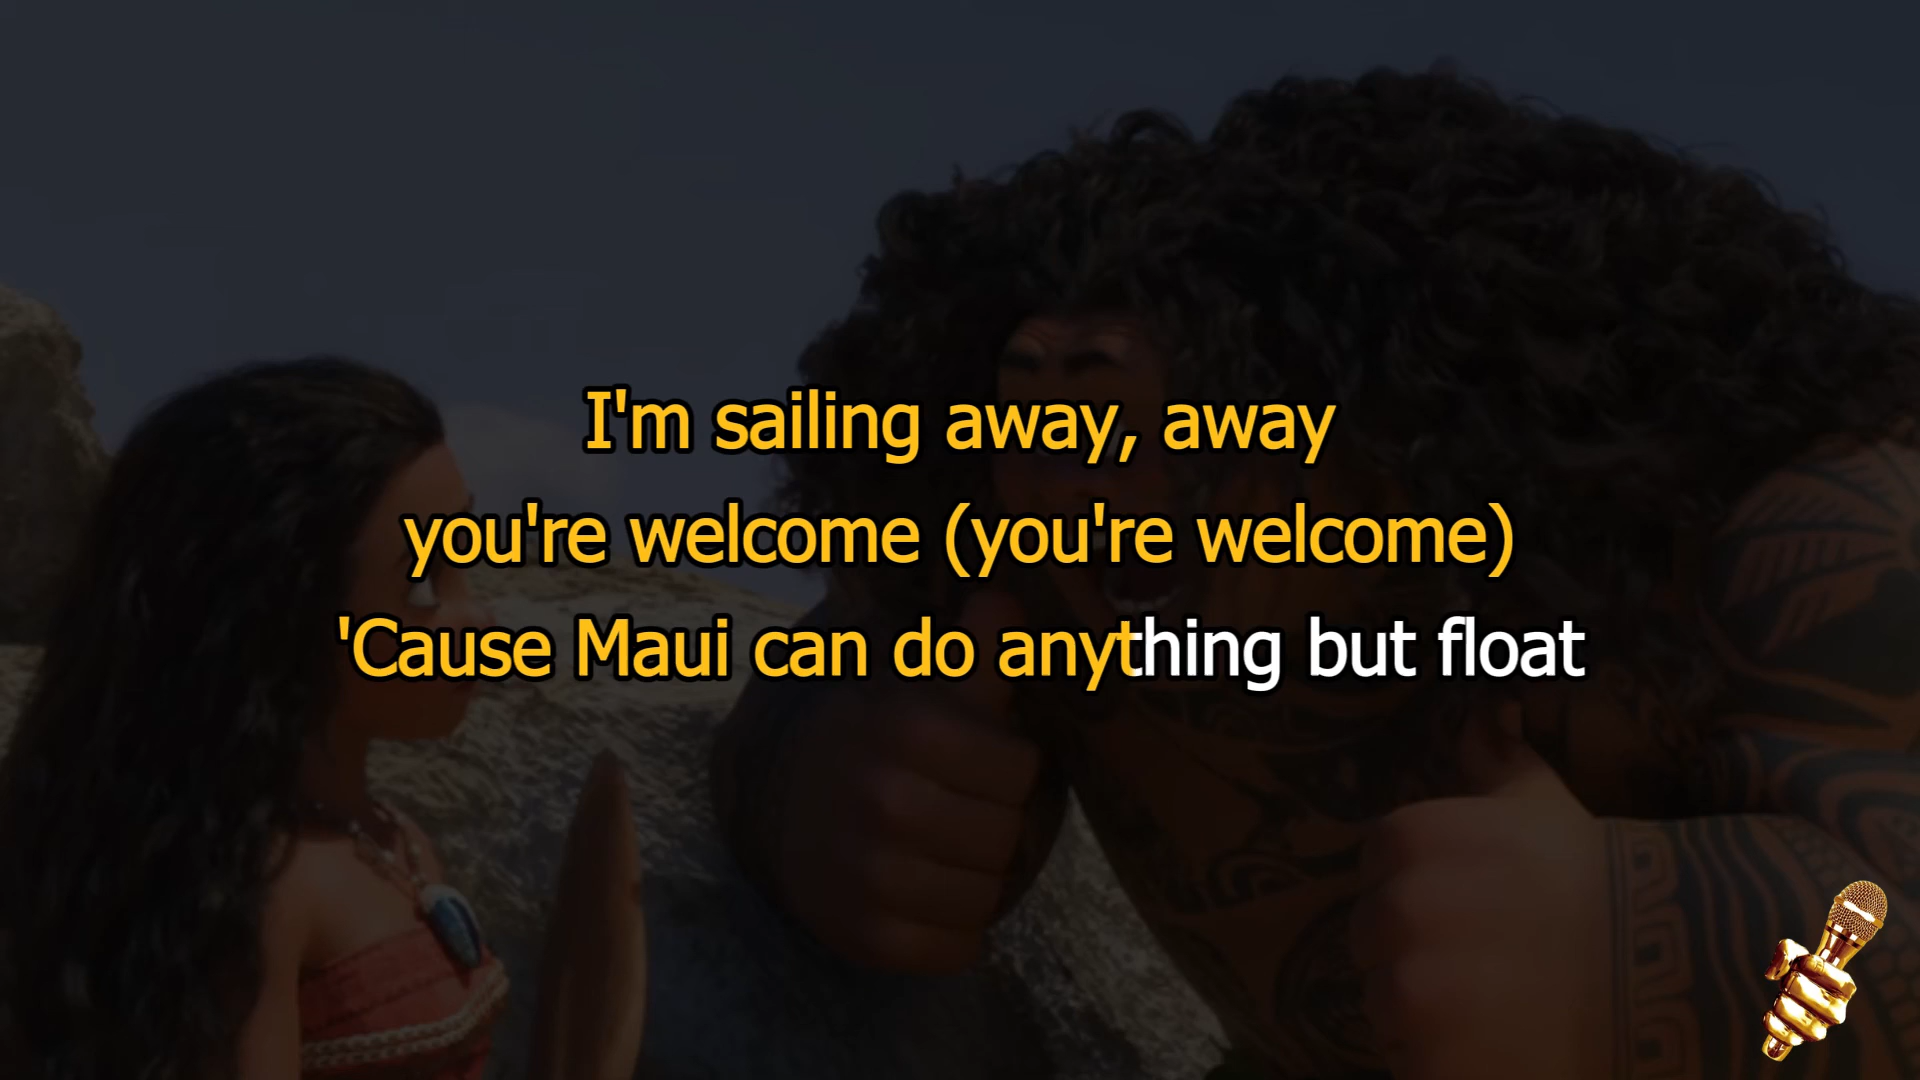 I'm sailing away, away
you're welcome (you're welcome)
'Cause Maui can do anything but float